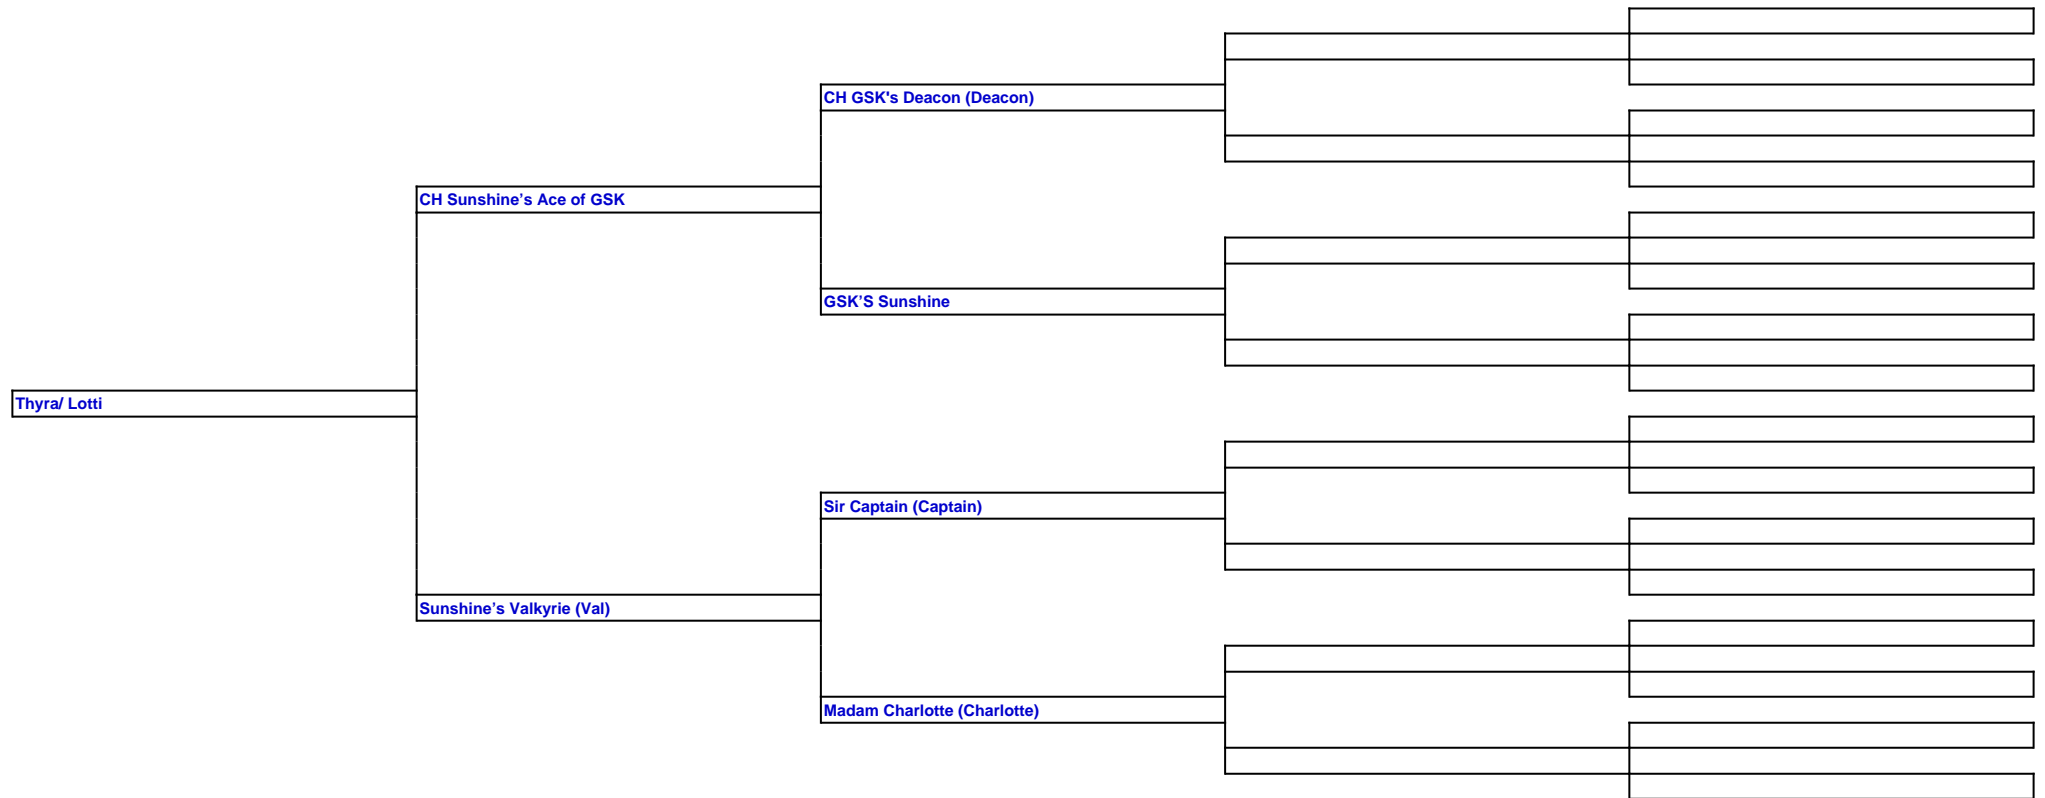 CH GSK's Deacon (Deacon)
CH Sunshine’s Ace of GSK
GSK’S Sunshine
Thyra/ Lotti
Sir Captain (Captain)
Sunshine’s Valkyrie (Val)
Madam Charlotte (Charlotte)